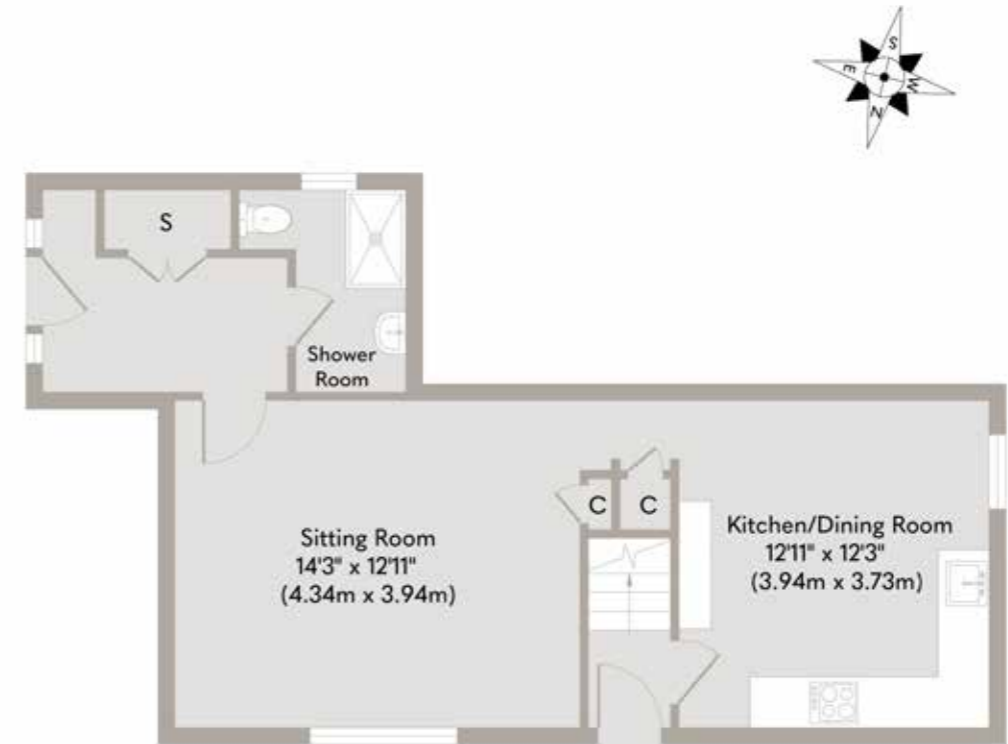 S
E
W
N
S
Shower
Room
C
C
Sitting Room
14'3" x 12'11"
(4.34m x 3.94m)
Kitchen/Dining Room
12'11" x 12'3"
(3.94m x 3.73m)